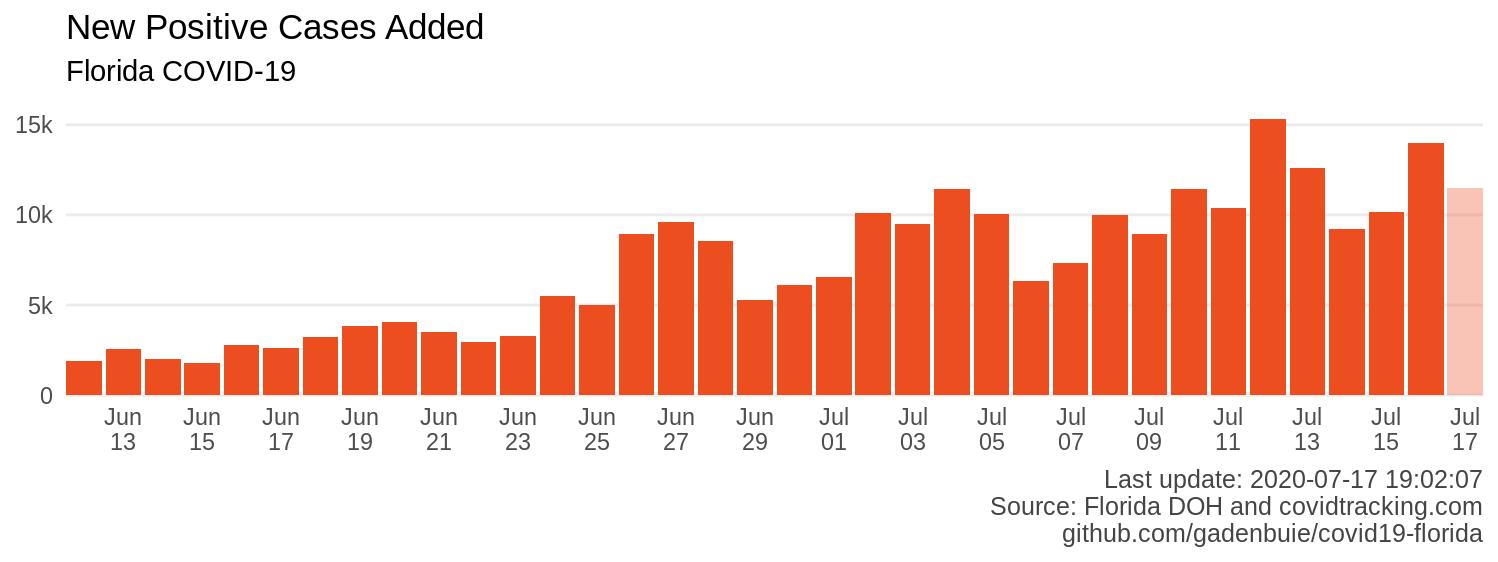 New Positive Cases Added
Florida COVID-19
15k
10k
5k
0
Jun Jun Jun Jun Jun Jun Jun Jun Jun Jul Jul Jul Jul Jul Jul Jul Jul Jul
13 15 17 19 21 23 25 27 29 01 03 05 07 09 11 13 15 17
Last update: 2020-07-17 19:02:07
Source: Florida DOH and covidtracking.com
github.com/gadenbuie/covid19-florida